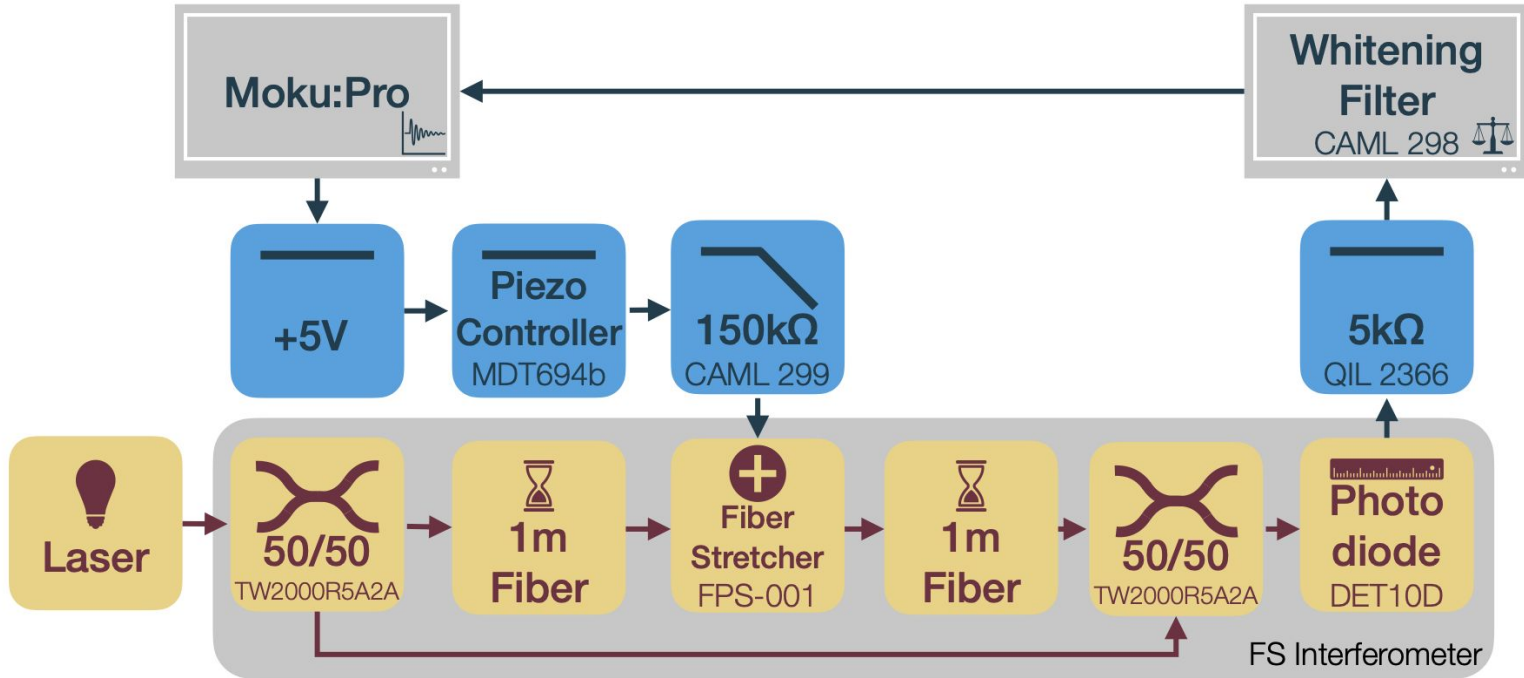 Moku:Pro
Whitening
Filter
CAML 298
+5V
Piezo
Controller
MDT694b
150kΩ
CAML 299
5kΩ
QIL 2366
Laser
50/50
TW2000R5A2A
1m
Fiber
Fiber
Stretcher
FPS-001
1m
Fiber
50/50
TW2000R5A2A
Photo
diode
DET10D
FS Interferometer